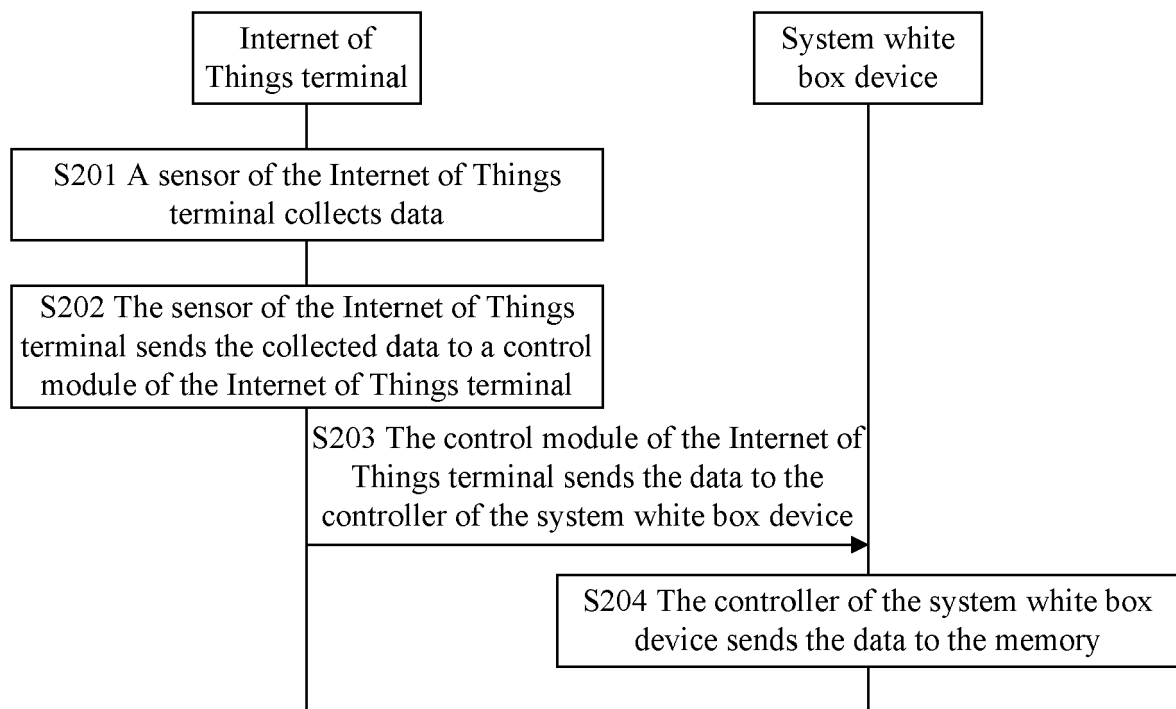 Internet of
Things terminal
System white
box device
S201 A sensor of the Internet of Things
terminal collects data
S202 The sensor of the Internet of Things
terminal sends the collected data to a control
module of the Internet of Things terminal
S203 The control module of the Internet of
Things terminal sends the data to the
controller of the system white box device
S204 The controller of the system white box
device sends the data to the memory